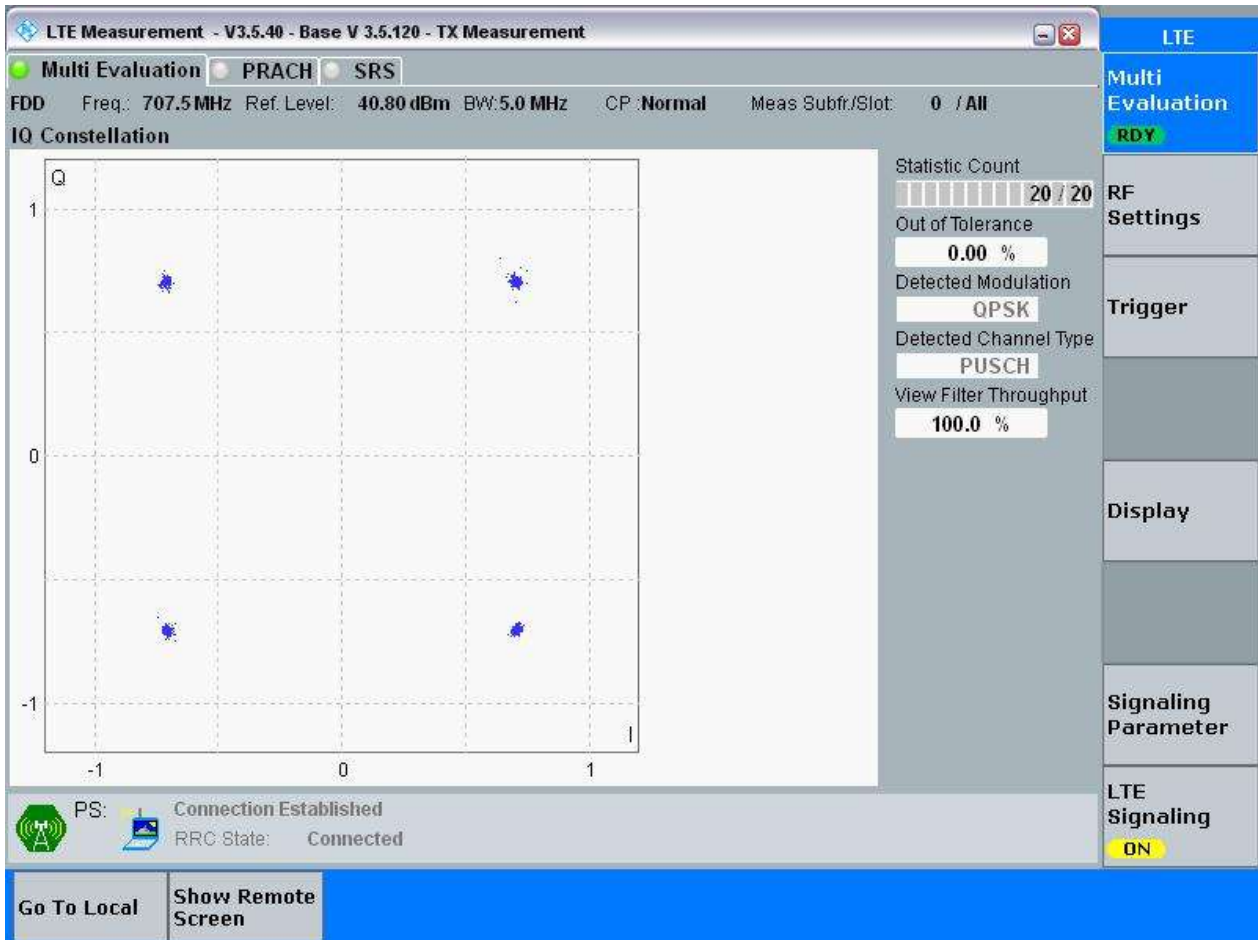 LTE Measurement - V3.5.40 - Base V 3.5.120 - TX Measurement
LTE
Multi Evaluation PRACH SRS
Multi
Evaluation
RDY
FDD Freq.: 707.5 MHz Ref. Level: 40.80 dBm BW: 5.0 MHz CP : Normal Meas Subfr./Slot: 0 / All
IQ Constellation
Q
1
0
-1
I
-1 0 1
Statistic Count
20 / 20
Out of Tolerance
0.00 %
Detected Modulation
QPSK
Detected Channel Type
PUSCH
View Filter Throughput
100.0 %
RF
Settings
Trigger
Display
Signaling
Parameter
LTE
Signaling
ON
PS: Connection Established
RRC State: Connected
Go To Local
Show Remote
Screen